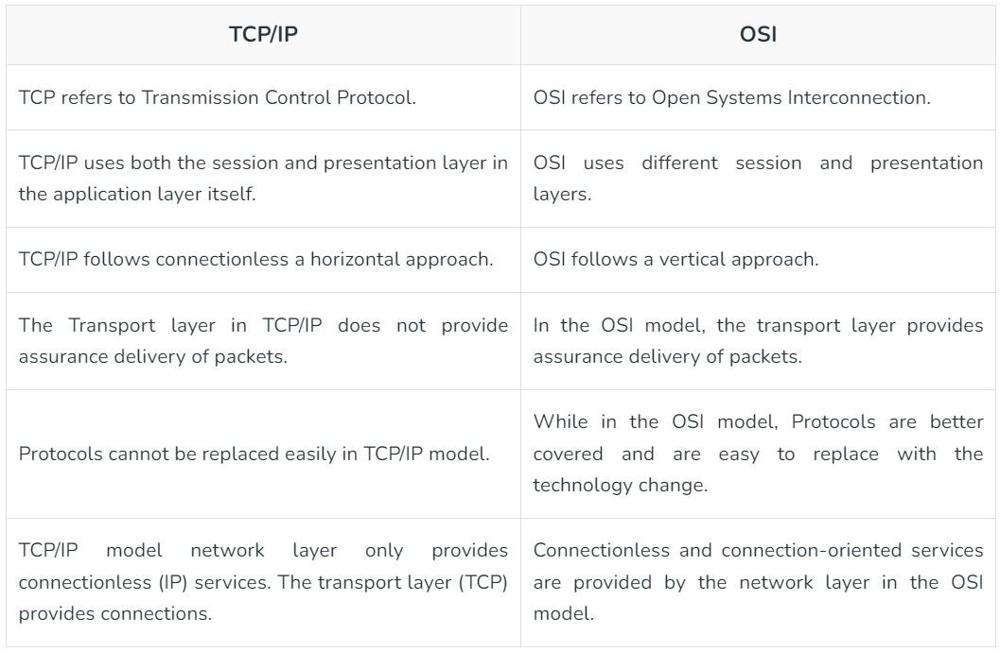 TCP/IP
OSI
TCP refers to Transmission Control Protocol.
OSI refers to Open Systems Interconnection.
TCP/IP uses both the session and presentation layer in
the application layer itself.
OSI uses different session and presentation
layers.
TCP/IP follows connectionless a horizontal approach.
OSI follows a vertical approach.
The Transport layer in TCP/IP does not provide
assurance delivery of packets.
In the OSI model, the transport layer provides
assurance delivery of packets.
Protocols cannot be replaced easily in TCP/IP model.
While in the OSI model, Protocols are better
covered and are easy to replace with the
technology change.
TCP/IP model network layer only provides
connectionless (IP) services. The transport layer (TCP)
provides connections.
Connectionless and connection-oriented services
are provided by the network layer in the OSI
model.